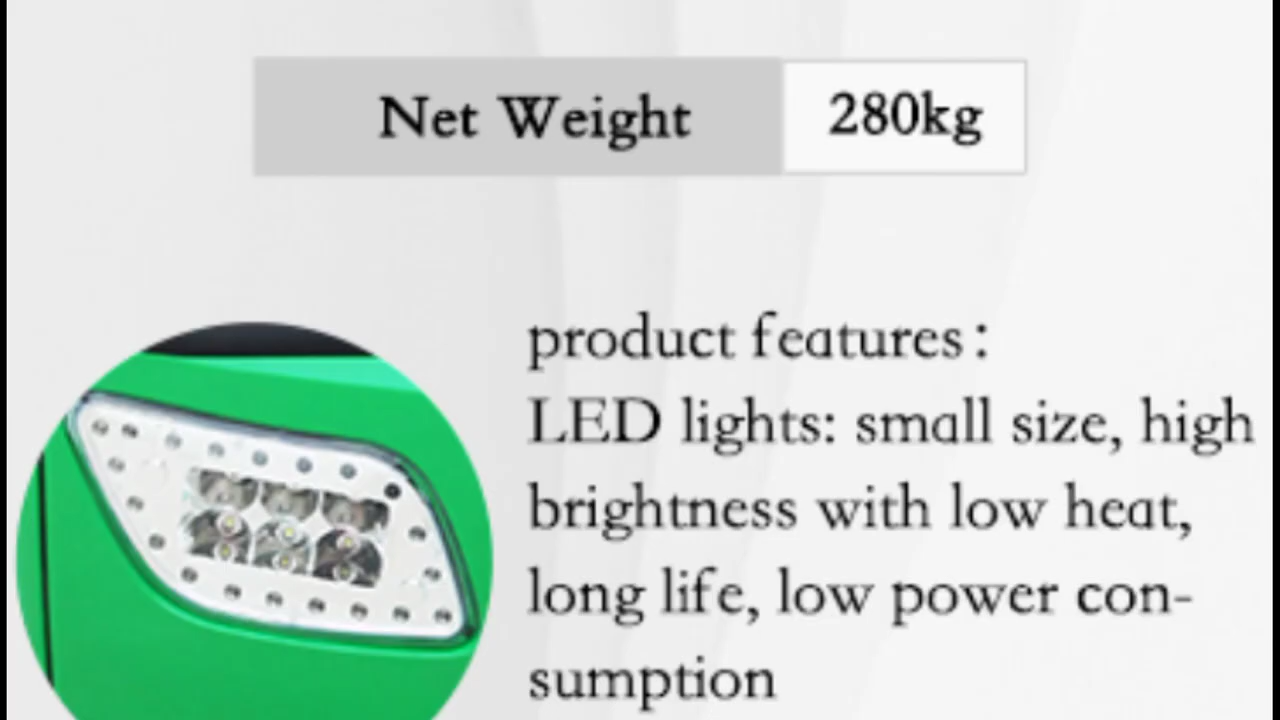 Net Weight 280kg
product features:
LED lights: small size, high
brightness with low heat,
long life, low power con-
sumption